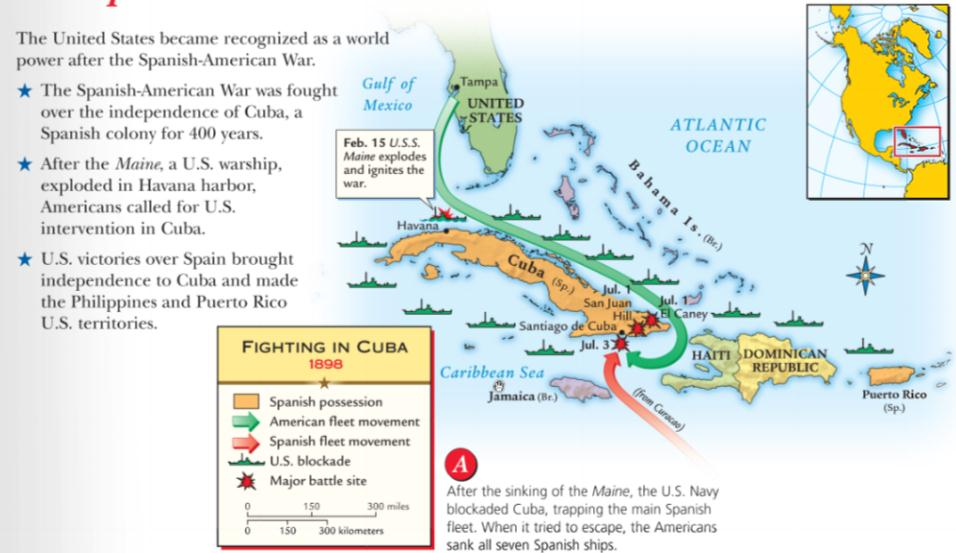 The United States became recognized as a world
power after the Spanish-American War.
★ The Spanish-American War was fought
over the independence of Cuba, a
Spanish colony for 400 years.
★ After the Maine, a U.S. warship,
exploded in Havana harbor,
Americans called for U.S.
intervention in Cuba.
★ U.S. victories over Spain brought
independence to Cuba and made
the Philippines and Puerto Rico
U.S. territories.
Gulf of
Mexico
Tampa
UNITED
STATES
ATLANTIC
OCEAN
Feb. 15 U.S.S.
Maine explodes
and ignites the
war.
Bahama Is. (Br.)
Havana
N
Cuba (Sp.)
Jul. 1
San Juan
Hill
Jul. 1
El Caney
Santiago de Cuba
Jul. 3
HAITI
DOMINICAN
REPUBLIC
Caribbean Sea
Jamaica (Br.)
(from Curacao)
Puerto Rico
(Sp.)
FIGHTING IN CUBA
1898
Spanish possession
American fleet movement
Spanish fleet movement
U.S. blockade
Major battle site
0 150 300 miles
0 150 300 kilometers
A
After the sinking of the Maine, the U.S. Navy
blockaded Cuba, trapping the main Spanish
fleet. When it tried to escape, the Americans
sank all seven Spanish ships.